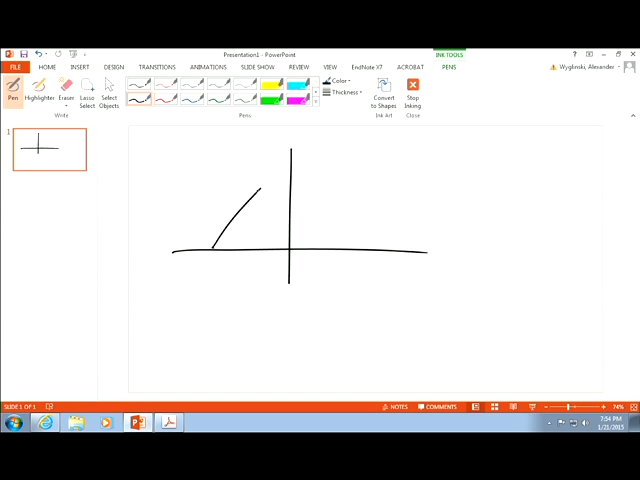 Presentation1 - PowerPoint
INK TOOLS
FILE HOME INSERT DESIGN TRANSITIONS ANIMATIONS SLIDE SHOW REVIEW VIEW EndNote X7 ACROBAT PENS
Wyglinski, Alexander
Pen Highlighter Eraser Lasso Select Select Objects
Color
Thickness
Convert to Shapes
Stop Inking
Write Pens Ink Art Close
1
SLIDE 1 OF 1
NOTES COMMENTS 74%
7:54 PM
1/21/2015